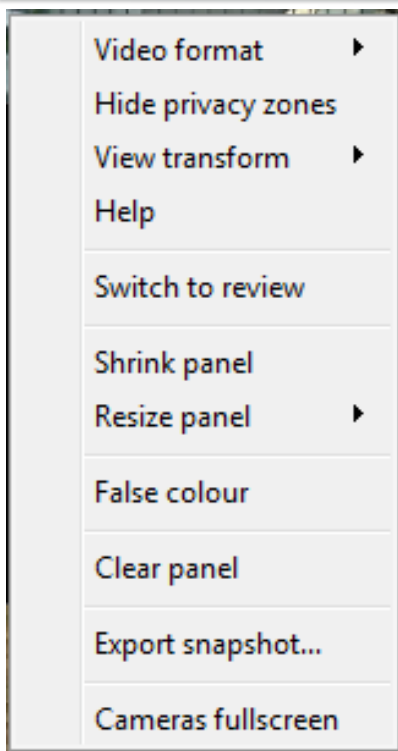 Video format
Hide privacy zones
View transform
Help
Switch to review
Shrink panel
Resize panel
False colour
Clear panel
Export snapshot...
Cameras fullscreen